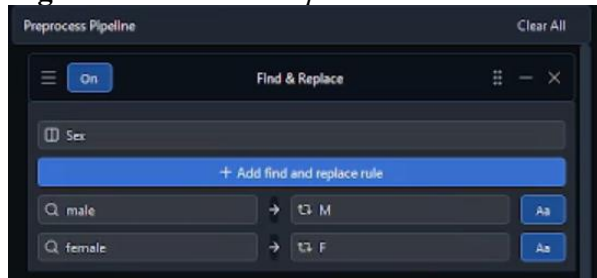 Preprocess Pipeline Clear All
On Find & Replace
Sex
+ Add find and replace rule
male → M Aa
female → F Aa